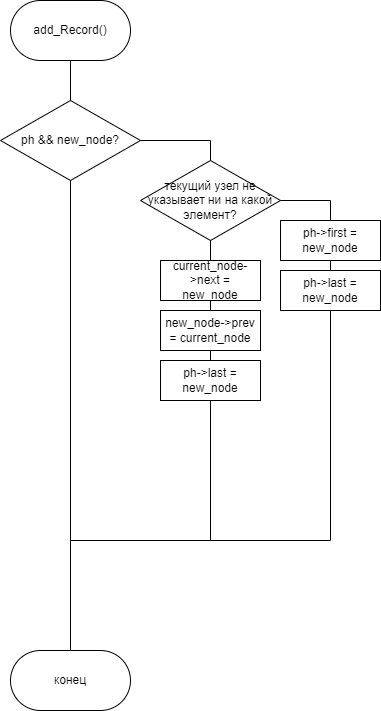 add_Record()
ph && new_node?
текущий узел не
указывает ни на какой
элемент?
ph->first =
new_node
current_node-
>next =
new_node
ph->last =
new_node
new_node->prev
= current_node
ph->last =
new_node
конец